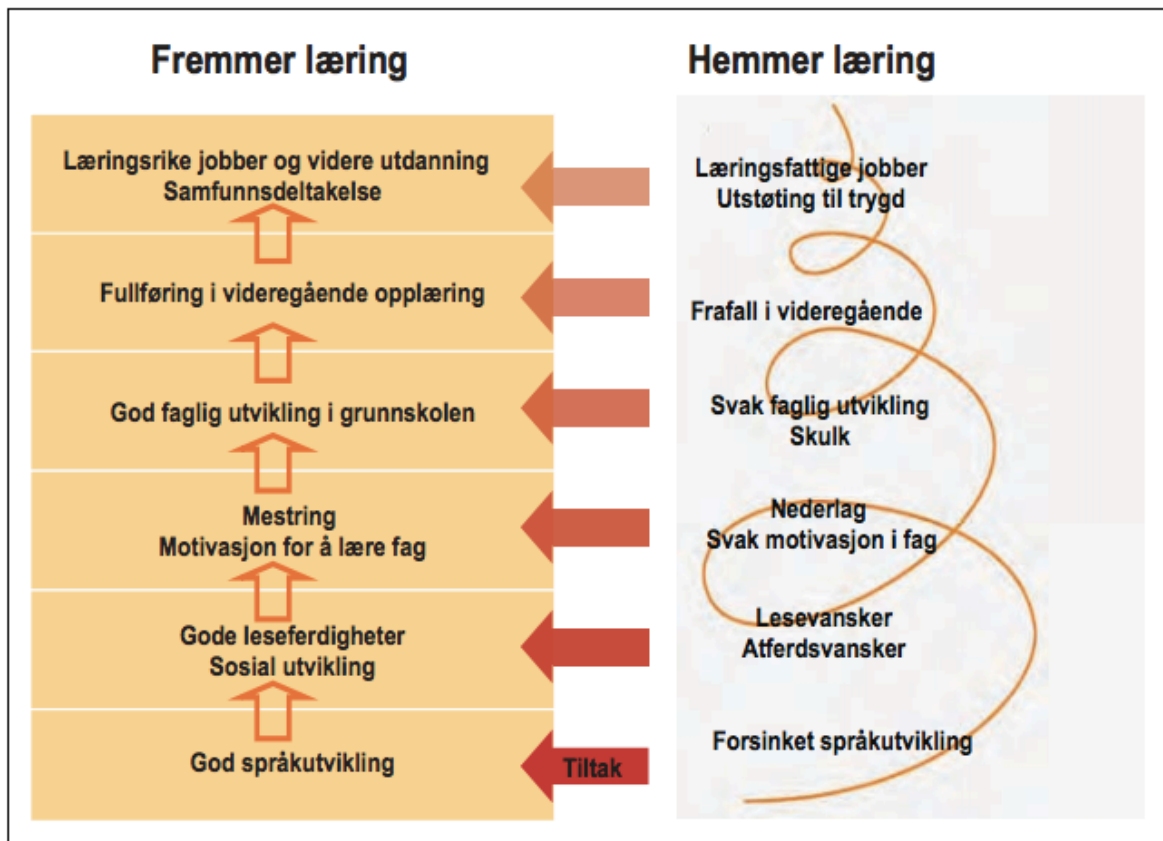 Fremmer læring
Læringsrike jobber og videre utdanning
Samfunnsdeltakelse
Fullføring i videregående opplæring
God faglig utvikling i grunnskolen
Mestring
Motivasjon for å lære fag
Gode leseferdigheter
Sosial utvikling
God språkutvikling
Tiltak
Hemmer læring
Læringsfattige jobber
Utstøting til trygd
Frafall i videregående
Svak faglig utvikling
Skulk
Nederlag
Svak motivasjon i fag
Lesevansker
Atferdsvansker
Forsinket språkutvikling